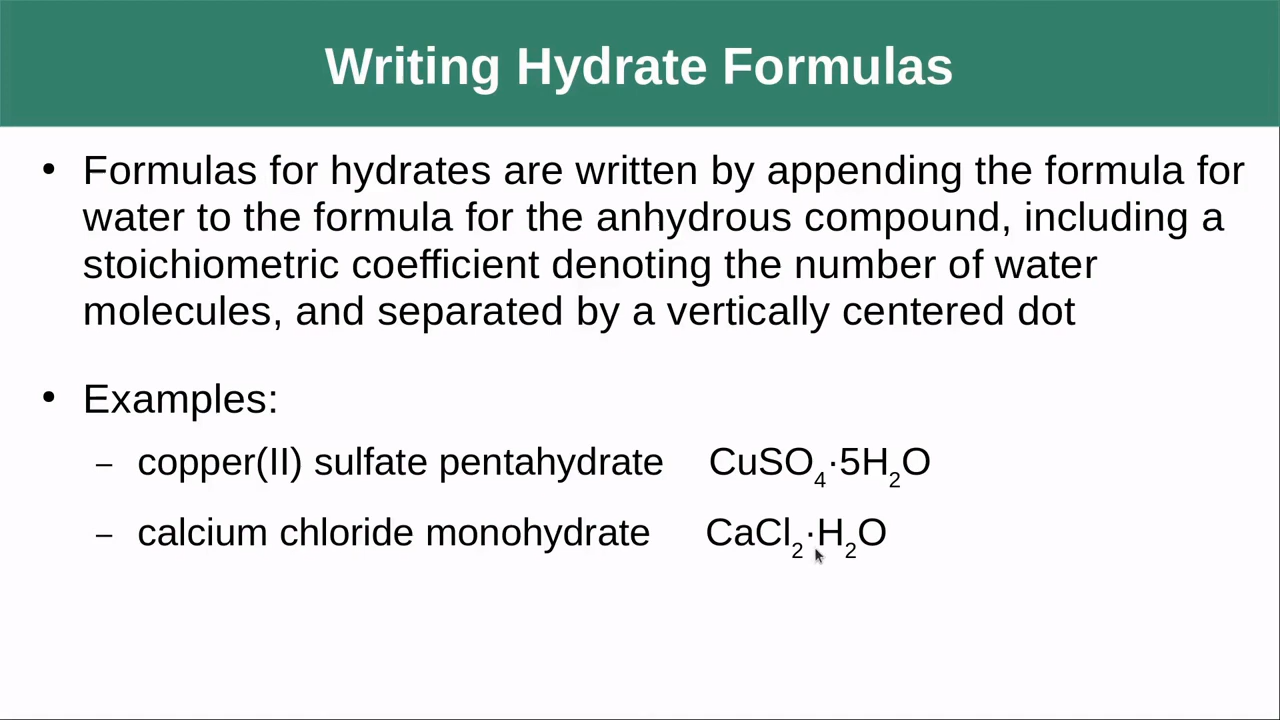 Writing Hydrate Formulas
• Formulas for hydrates are written by appending the formula for
water to the formula for the anhydrous compound, including a
stoichiometric coefficient denoting the number of water
molecules, and separated by a vertically centered dot
• Examples:
– copper(II) sulfate pentahydrate CuSO₄·5H₂O
– calcium chloride monohydrate CaCl₂·H₂O